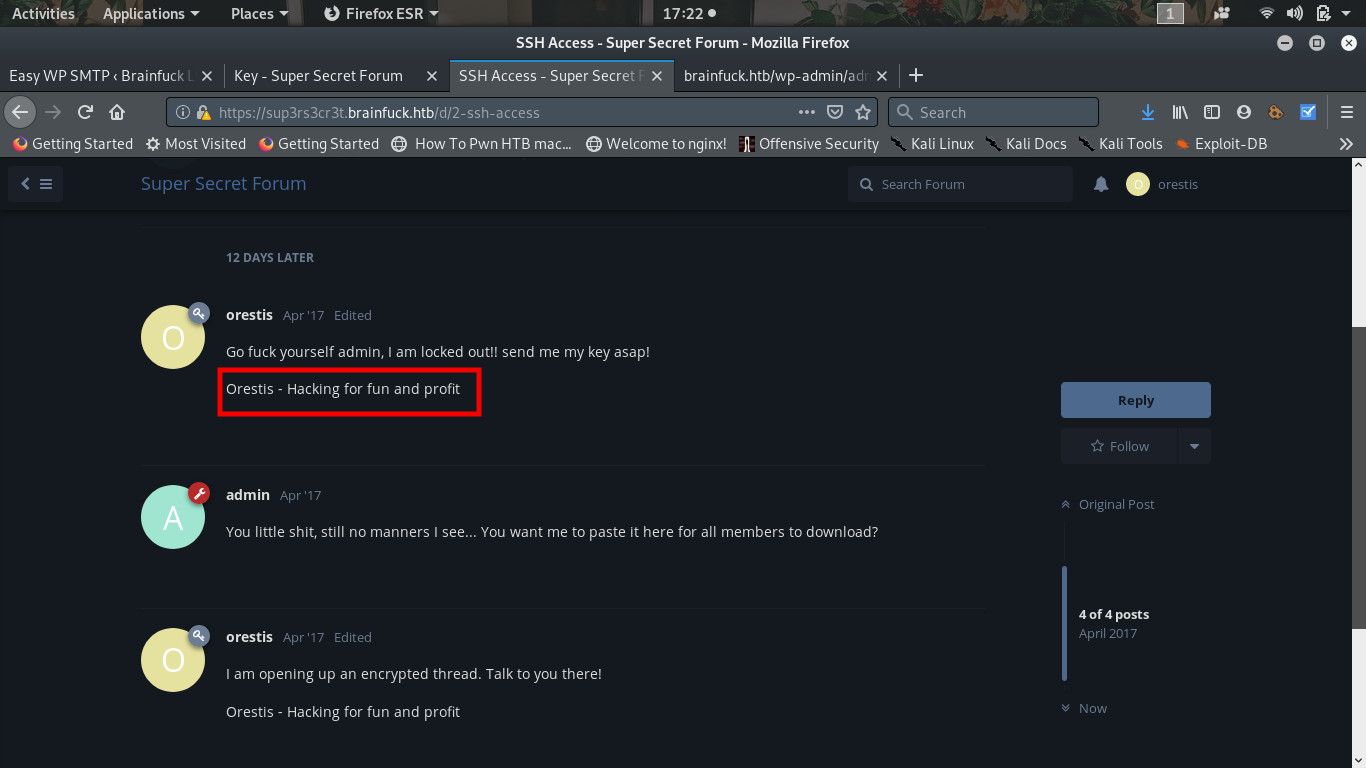 Activities Applications Places Firefox ESR 17:22 1
SSH Access - Super Secret Forum - Mozilla Firefox
Easy WP SMTP ‹ Brainfuck L Key - Super Secret Forum SSH Access - Super Secret F brainfuck.htb/wp-admin/adm
https://sup3rs3cr3t.brainfuck.htb/d/2-ssh-access Search
Getting Started Most Visited Getting Started How To Pwn HTB mac... Welcome to nginx! Offensive Security Kali Linux Kali Docs Kali Tools Exploit-DB
Super Secret Forum Search Forum O orestis
12 DAYS LATER
O orestis Apr '17 Edited
Go fuck yourself admin, I am locked out!! send me my key asap!
Orestis - Hacking for fun and profit
Reply
Follow
A admin Apr '17
You little shit, still no manners I see... You want me to paste it here for all members to download?
Original Post
4 of 4 posts
April 2017
Now
O orestis Apr '17 Edited
I am opening up an encrypted thread. Talk to you there!
Orestis - Hacking for fun and profit